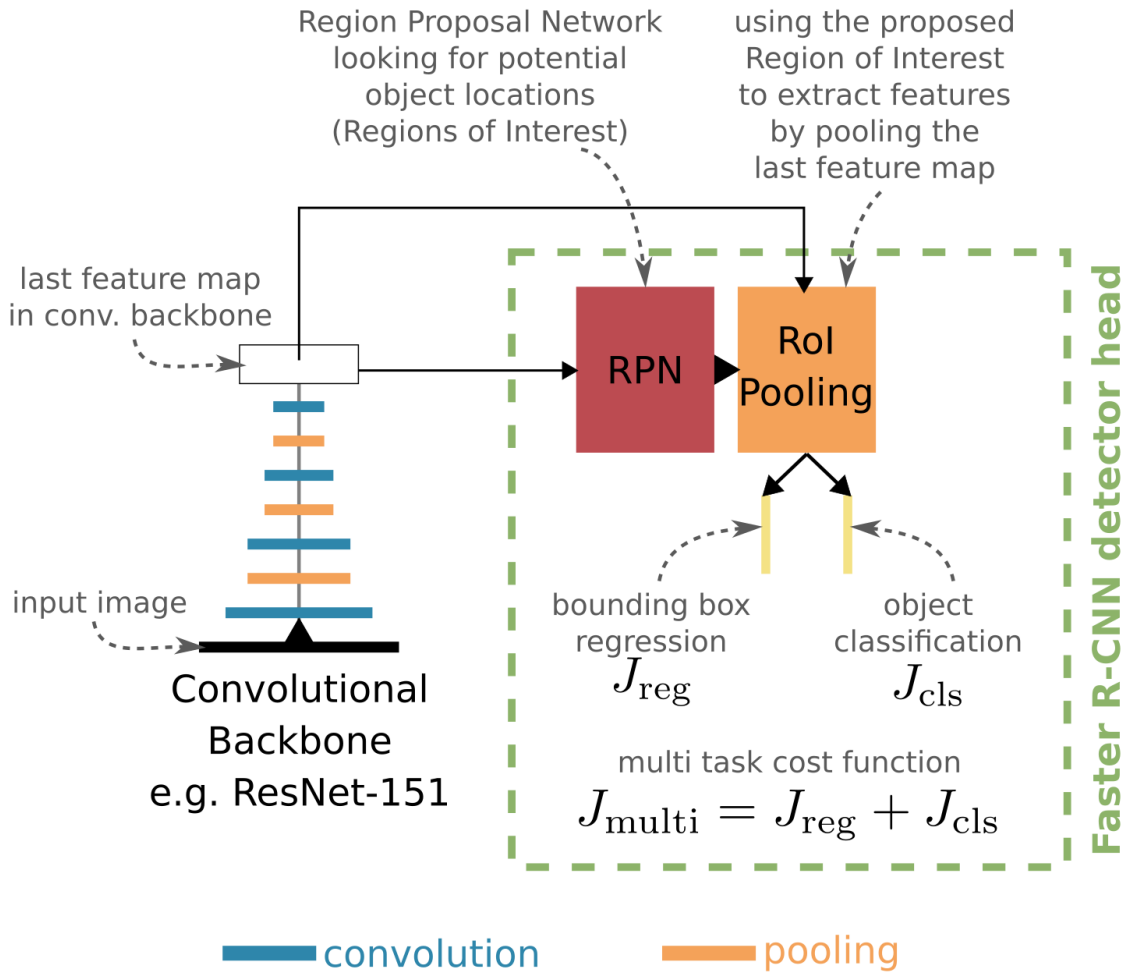 Region Proposal Network
looking for potential
object locations
(Regions of Interest)
using the proposed
Region of Interest
to extract features
by pooling the
last feature map
last feature map
in conv. backbone
RPN
RoI
Pooling
input image
Convolutional
Backbone
e.g. ResNet-151
bounding box
regression
J_reg
object
classification
J_cls
multi task cost function
J_multi = J_reg + J_cls
Faster R-CNN detector head
convolution
pooling